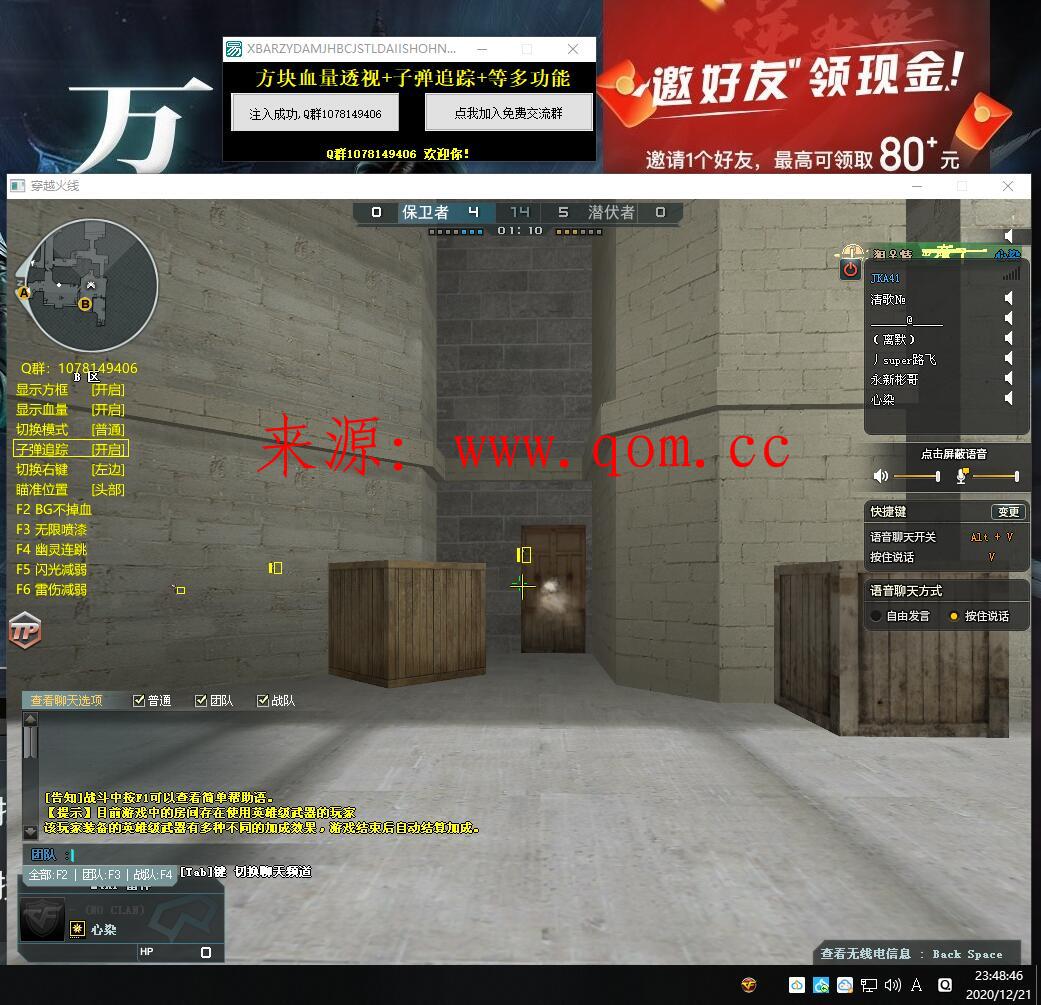 XBARZYDAMJHBCJSTLDAIISHOHN...
方块血量透视+子弹追踪+等多功能
注入成功,Q群1078149406
点我加入免费交流群
Q群1078149406 欢迎你!
万
邀好友"领现金!
邀请1个好友，最高可领取80+元
穿越火线
0 保卫者 4 14 5 潜伏者 0
01:10
A
B
Q群: 1078149406
B 区
显示方框 [开启]
显示血量 [开启]
切换模式 [普通]
子弹追踪 [开启]
切换右键 [左边]
瞄准位置 [头部]
F2 BG不掉血
F3 无限喷漆
F4 幽灵连跳
F5 闪光减弱
F6 雷伤减弱
TP
来源: www.qom.cc
心染
JKA41
清歌№
_____@______
(离默)
丿super路飞
永新彬哥
心染
点击屏蔽语音
快捷键 变更
语音聊天开关 Alt + V
按住说话 V
语音聊天方式
自由发言 按住说话
查看聊天选项 普通 团队 战队
[告知]战斗中按F1可以查看简单帮助语。
【提示】目前游戏中的房间存在使用英雄级武器的玩家
该玩家装备的英雄级武器有多种不同的加成效果，游戏结束后自动结算加成。
团队 :
全部:F2 | 团队:F3 | 战队:F4 [Tab]键 切换聊天频道
(NO CLAN)
心染
HP 0
查看无线电信息 : Back Space
A
23:48:46
2020/12/21